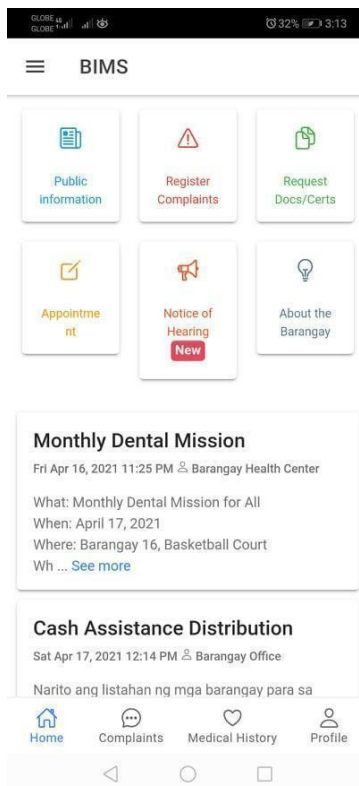 GLOBE
GLOBE
32% 3:13
BIMS
Public
information
Register
Complaints
Request
Docs/Certs
Appointme
nt
Notice of
Hearing
New
About the
Barangay
Monthly Dental Mission
Fri Apr 16, 2021 11:25 PM Barangay Health Center
What: Monthly Dental Mission for All
When: April 17, 2021
Where: Barangay 16, Basketball Court
Wh ... See more
Cash Assistance Distribution
Sat Apr 17, 2021 12:14 PM Barangay Office
Narito ang listahan ng mga barangay para sa
Home Complaints Medical History Profile